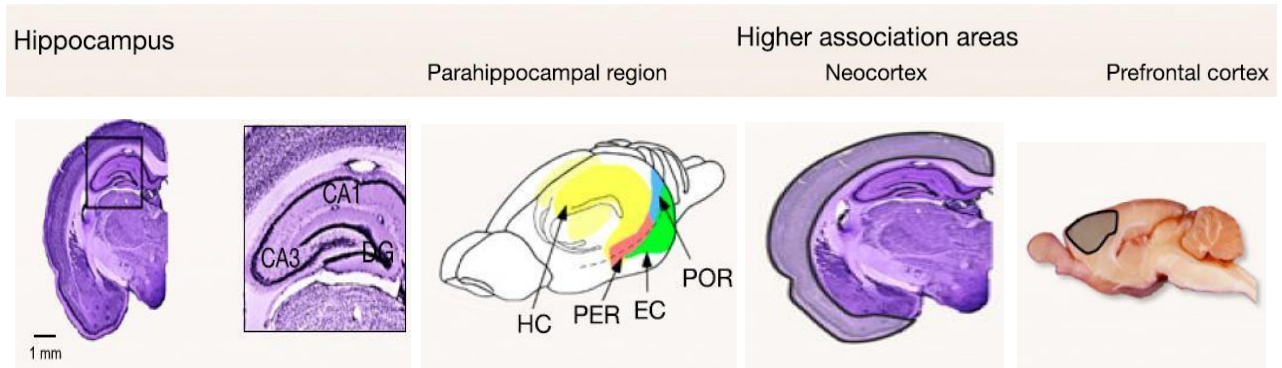 Hippocampus
Higher association areas
Parahippocampal region
Neocortex
Prefrontal cortex
CA1
CA3
DG
1 mm
HC
PER
EC
POR